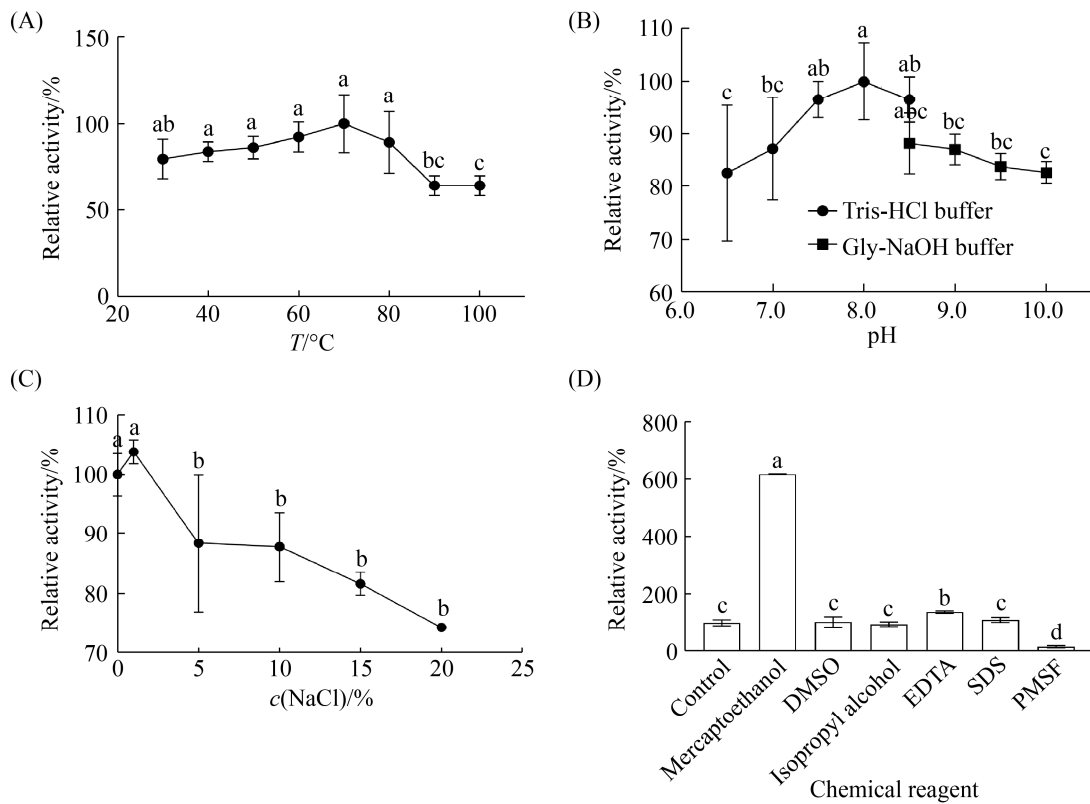 (A)
150
100
50
0
Relative activity/%
ab
a
a
a
a
a
bc
c
20
40
60
80
100
T/°C
(B)
110
100
90
80
70
60
Relative activity/%
c
bc
ab
a
ab
abc
bc
bc
c
Tris-HCl buffer
Gly-NaOH buffer
6.0
7.0
8.0
9.0
10.0
pH
(C)
110
100
90
80
70
Relative activity/%
a
a
b
b
b
b
0
5
10
15
20
25
c(NaCl)/%
(D)
800
600
400
200
0
Relative activity/%
c
a
c
c
b
c
d
Control
Mercaptoethanol
DMSO
Isopropyl alcohol
EDTA
SDS
PMSF
Chemical reagent